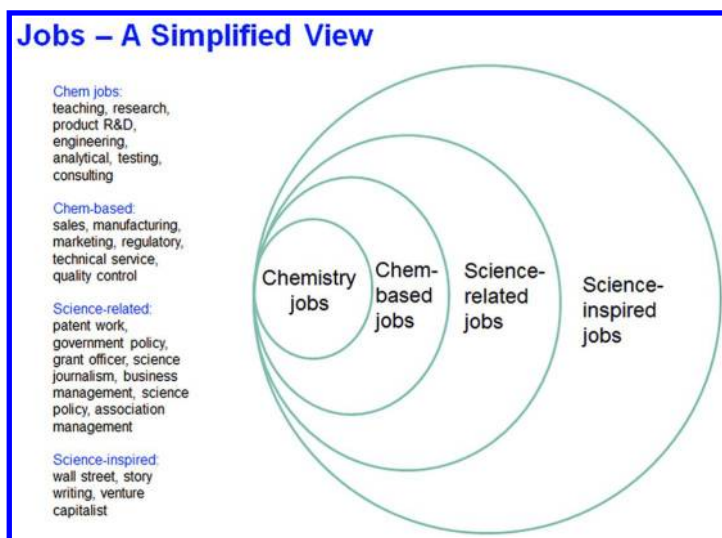 Jobs – A Simplified View
Chem jobs:
teaching, research,
product R&D,
engineering,
analytical, testing,
consulting
Chem-based:
sales, manufacturing,
marketing, regulatory,
technical service,
quality control
Science-related:
patent work,
government policy,
grant officer, science
journalism, business
management, science
policy, association
management
Science-inspired:
wall street, story
writing, venture
capitalist
Chemistry
jobs
Chem-
based
jobs
Science-
related
jobs
Science-
inspired
jobs